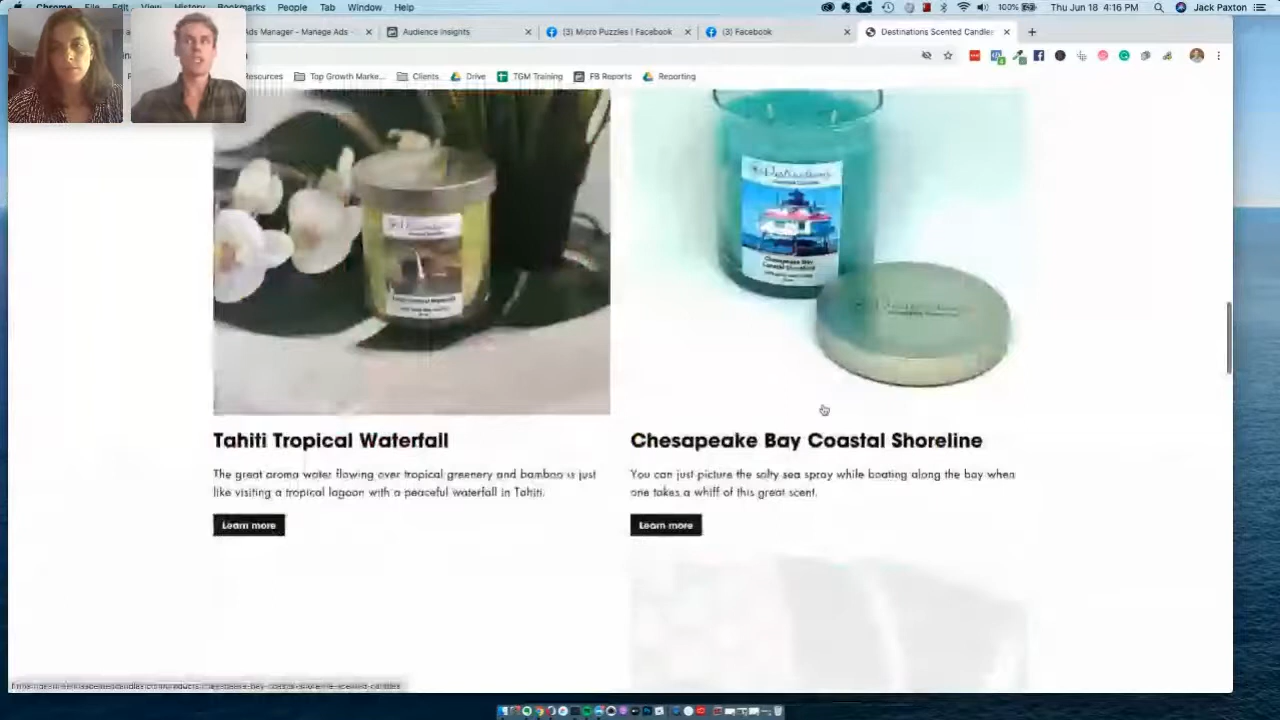 Chrome File Edit View History Bookmarks People Tab Window Help
100%
Thu Jun 18 4:16 PM
Jack Paxton
Ads Manager - Manage Ads -
Audience Insights
(3) Micro Puzzles | Facebook
(3) Facebook
Destinations Scented Candles
Resources
Top Growth Marke...
Clients
Drive
TGM Training
FB Reports
Reporting
Destinations
Chesapeake Bay
Coastal Shoreline
Tahiti Tropical Waterfall
The great aroma water flowing over tropical greenery and bamboo is just
like visiting a tropical lagoon with a peaceful waterfall in Tahiti.
Learn more
Chesapeake Bay Coastal Shoreline
You can just picture the salty sea spray while boating along the bay when
one takes a whiff of this great scent.
Learn more